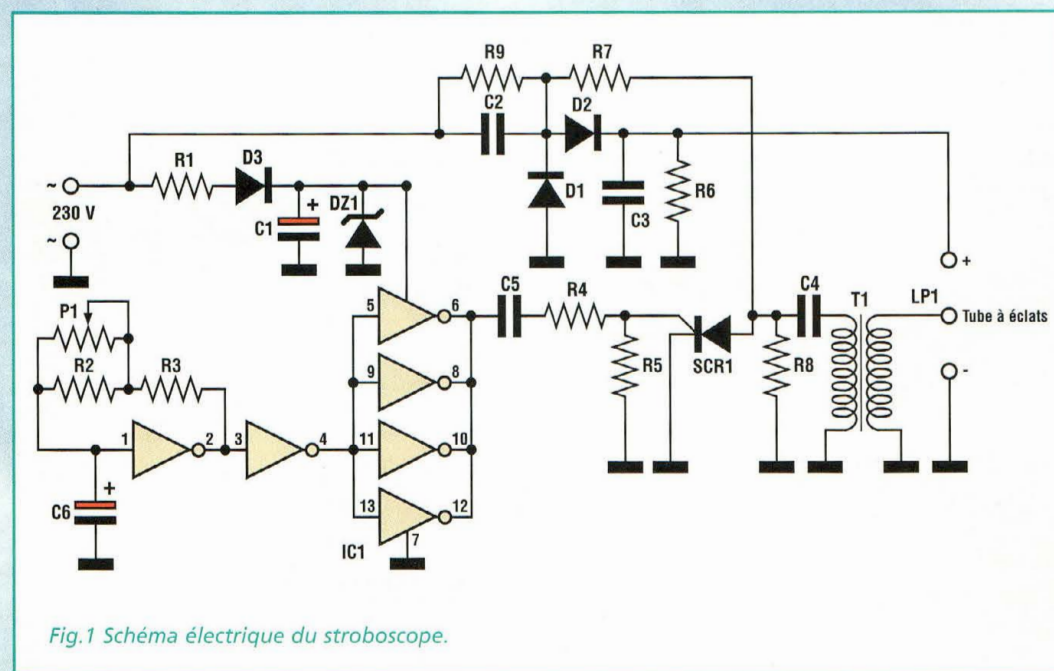 R9
R7
C2
D2
R1
D3
~
230 V
~
+
C1
DZ1
D1
C3
R6
+
P1
5
6
C5
R4
C4
T1
LP1
Tube à éclats
R2
R3
9
8
R5
SCR1
R8
-
1
2
3
4
11
10
+
C6
13
12
IC1
7
Fig.1 Schéma électrique du stroboscope.